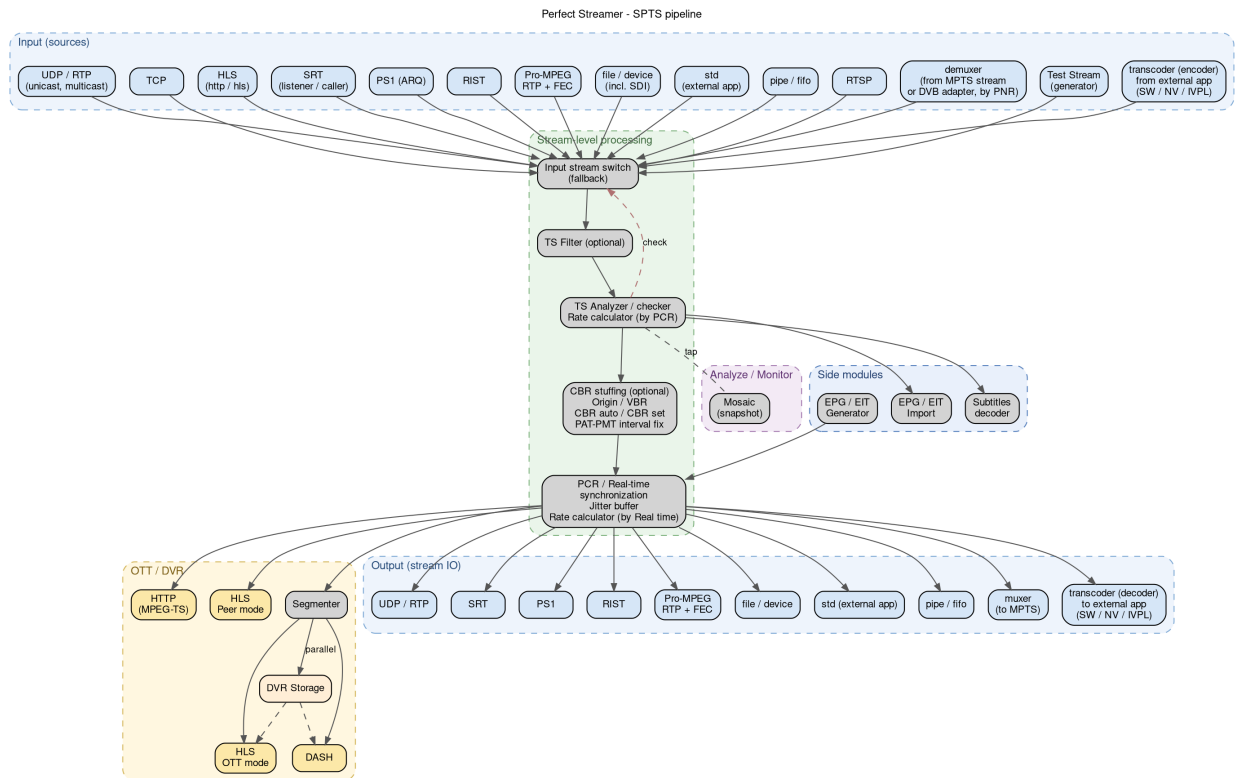 Perfect Streamer - SPTS pipeline
Input (sources)
UDP / RTP
(unicast, multicast)
TCP
HLS
(http / hls)
SRT
(listener / caller)
PS1 (ARQ)
RIST
Pro-MPEG
RTP + FEC
file / device
(incl. SDI)
std
(external app)
pipe / fifo
RTSP
demuxer
(from MPTS stream
or DVB adapter, by PNR)
Test Stream
(generator)
transcoder (encoder)
from external app
(SW / NV / IVPL)
Stream-level processing
Input stream switch
(fallback)
TS Filter (optional)
check
TS Analyzer / checker
Rate calculator (by PCR)
tap
CBR stuffing (optional)
Origin / VBR
CBR auto / CBR set
PAT-PMT interval fix
Analyze / Monitor
Mosaic
(snapshot)
Side modules
EPG / EIT
Generator
EPG / EIT
Import
Subtitles
decoder
PCR / Real-time
synchronization
Jitter buffer
Rate calculator (by Real time)
OTT / DVR
HTTP
(MPEG-TS)
HLS
Peer mode
Segmenter
parallel
DVR Storage
HLS
OTT mode
DASH
Output (stream IO)
UDP / RTP
SRT
PS1
RIST
Pro-MPEG
RTP + FEC
file / device
std (external app)
pipe / fifo
muxer
(to MPTS)
transcoder (decoder)
to external app
(SW / NV / IVPL)